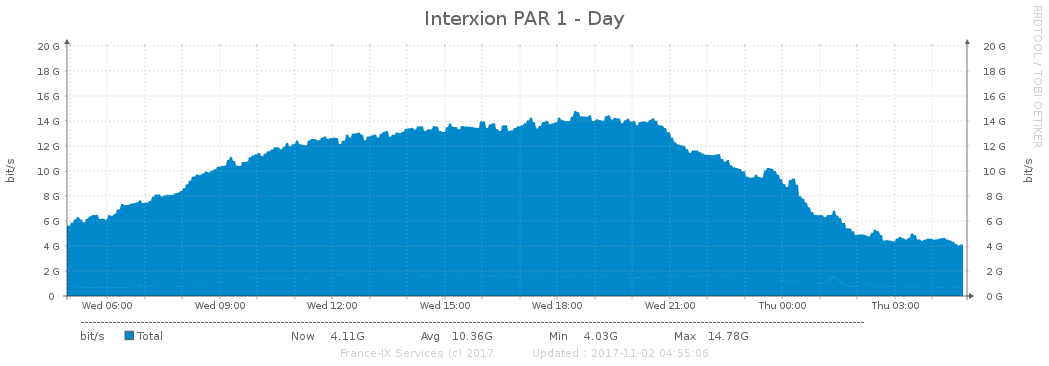 Interxion PAR 1 - Day
RRDTOOL / TOBI OETIKER
20 G 20 G
18 G 18 G
16 G 16 G
14 G 14 G
12 G 12 G
10 G 10 G
8 G 8 G
6 G 6 G
4 G 4 G
2 G 2 G
0 0 G
bit/s
bit/s
Wed 06:00 Wed 09:00 Wed 12:00 Wed 15:00 Wed 18:00 Wed 21:00 Thu 00:00 Thu 03:00
bit/s Total Now 4.11G Avg 10.36G Min 4.03G Max 14.78G
France-IX Services (c) 2017 Updated : 2017-11-02 04:55:06